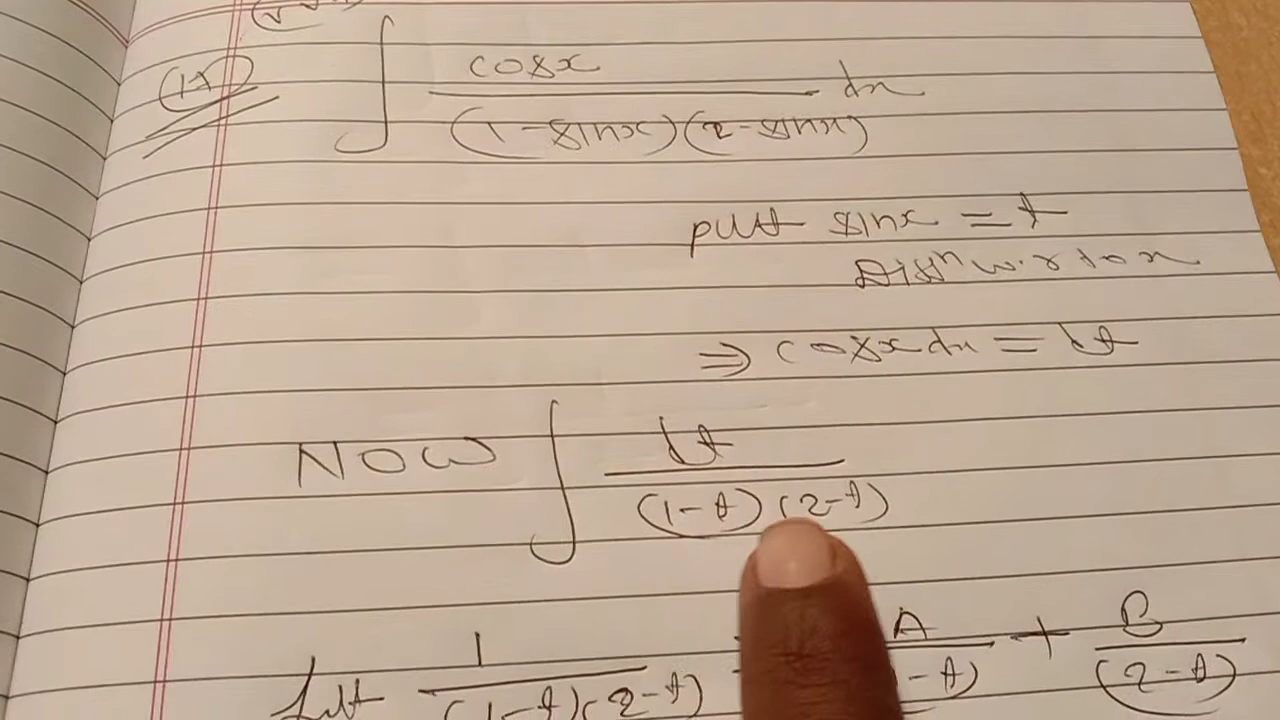 (17) ∫ cosx / (1-sinx)(2-sinx) dx
put sinx = t
Diffn w.r to x
⇒ cosx dx = dt
NOW ∫ dt / (1-t)(2-t)
Let 1 / (1-t)(2-t) A / -t) + B / (2-t)